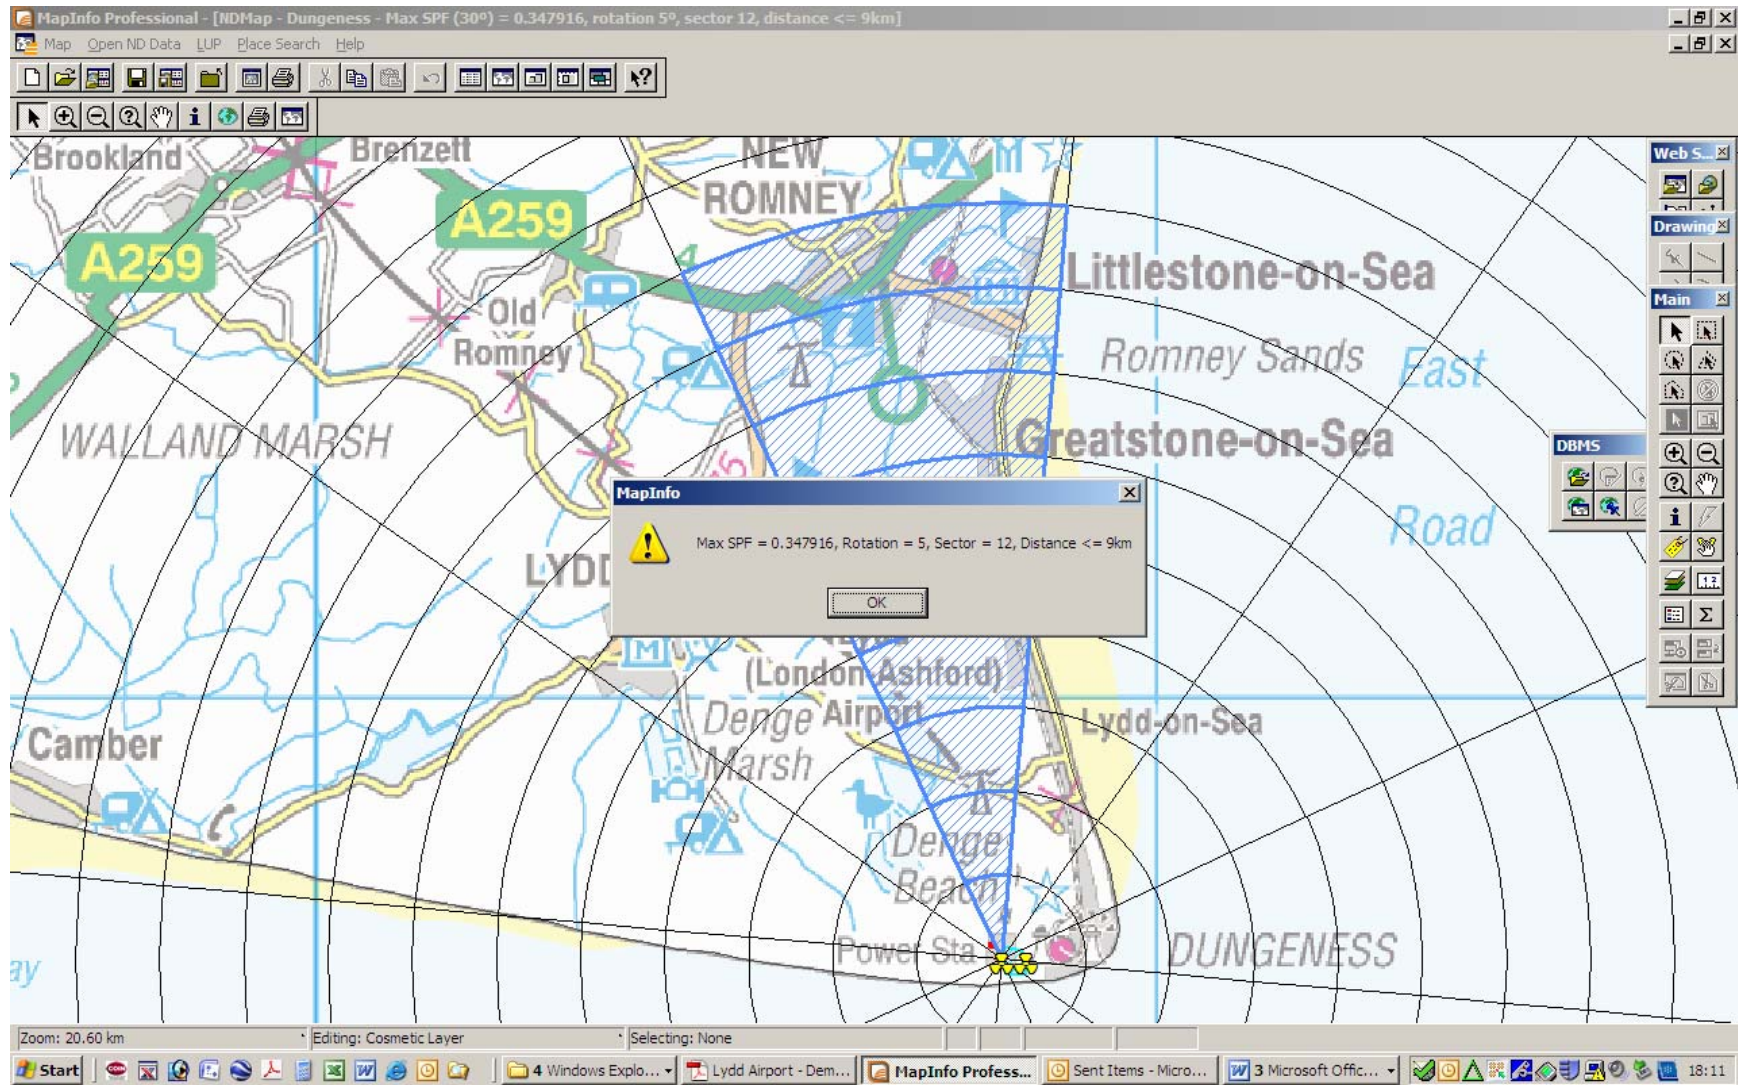 MapInfo Professional - [NDMap - Dungeness - Max SPF (30º) = 0.347916, rotation 5º, sector 12, distance <= 9km]
Map Open ND Data LUP Place Search Help
Web S...
Drawing
Main
DBMS
Brookland
Brenzett
NEW
ROMNEY
A259
A259
4
Littlestone-on-Sea
Old
Romney
Romney Sands
East
WALLAND MARSH
Greatstone-on-Sea
Road
MapInfo
Max SPF = 0.347916, Rotation = 5, Sector = 12, Distance <= 9km
OK
LYDD
(London Ashford)
Airport
Denge
Marsh
Lydd-on-Sea
Camber
Denge
Beach
Power Sta
DUNGENESS
ay
Zoom: 20.60 km Editing: Cosmetic Layer Selecting: None
Start 4 Windows Explo... Lydd Airport - Dem... MapInfo Profess... Sent Items - Micro... 3 Microsoft Offic... 18:11